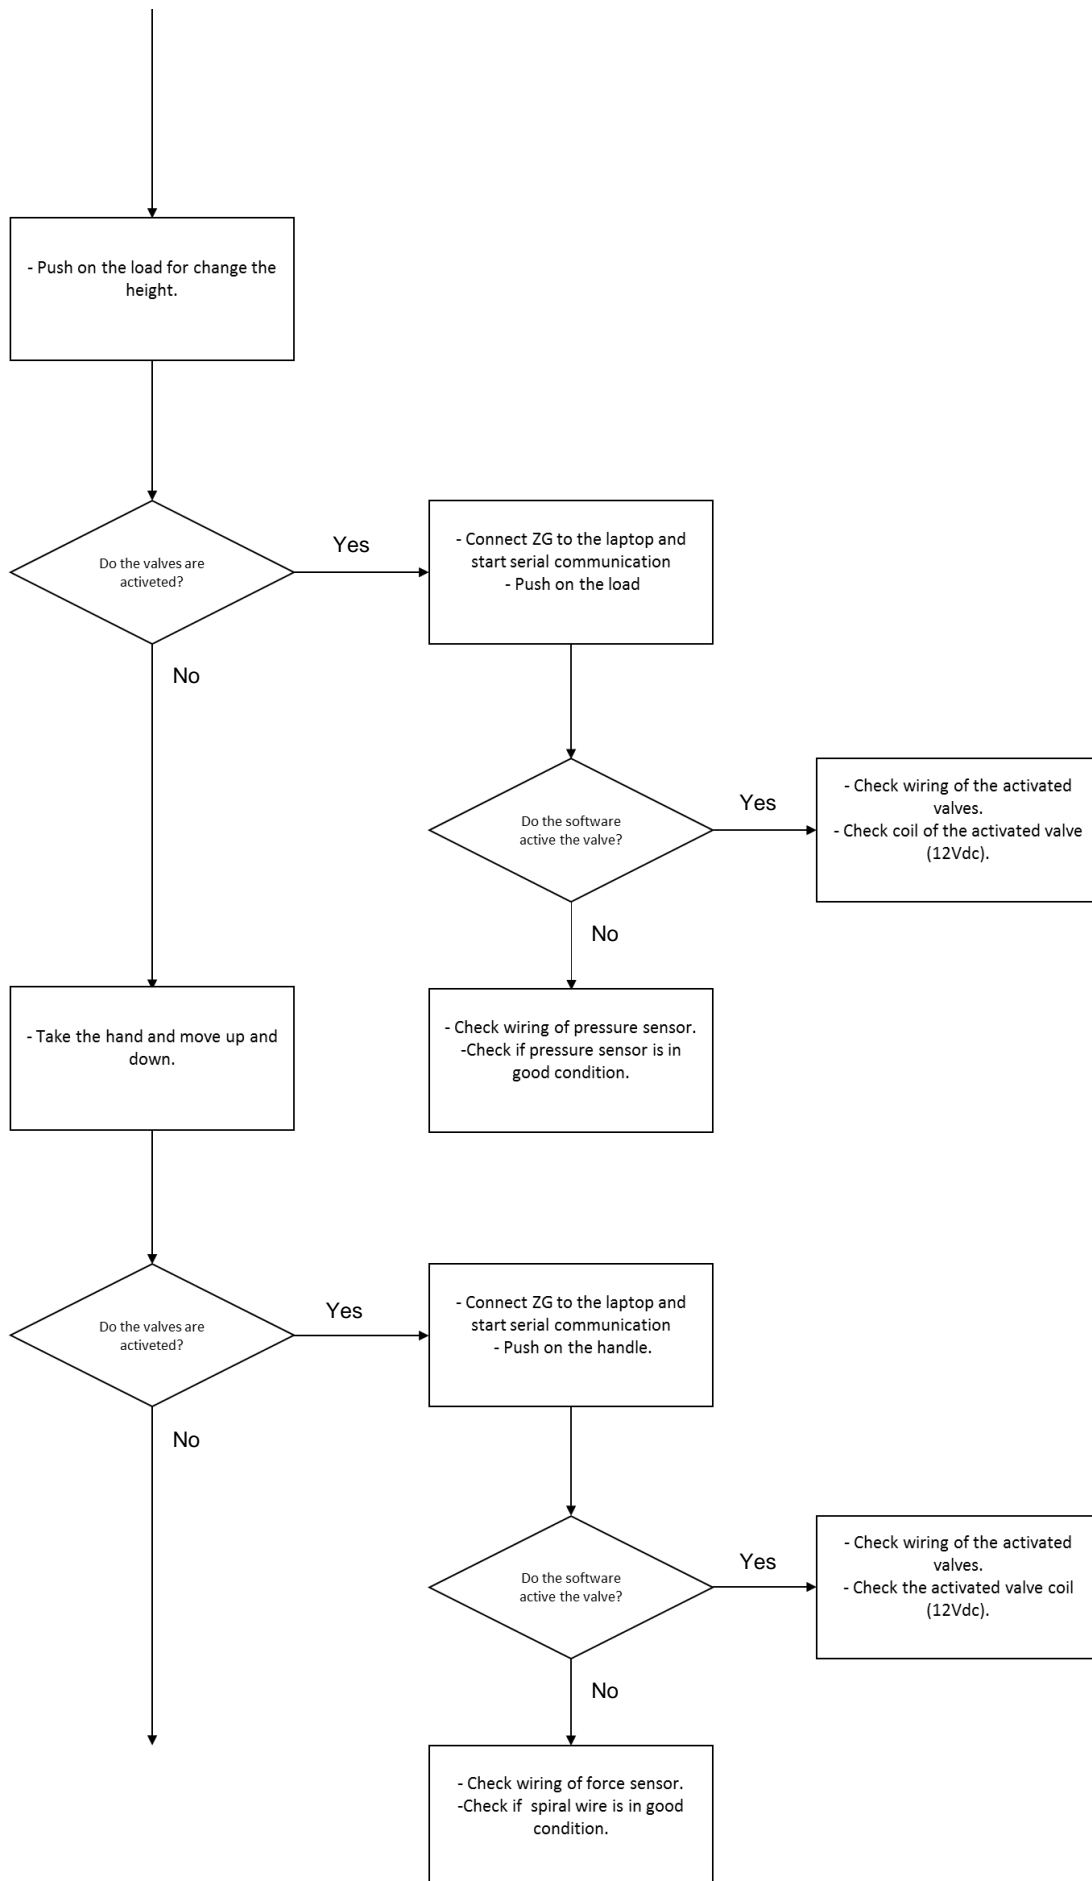 - Push on the load for change the
height.
Do the valves are
activeted?
Yes
- Connect ZG to the laptop and
start serial communication
- Push on the load
No
Do the software
active the valve?
Yes
- Check wiring of the activated
valves.
- Check coil of the activated valve
(12Vdc).
No
- Check wiring of pressure sensor.
-Check if pressure sensor is in
good condition.
- Take the hand and move up and
down.
Do the valves are
activeted?
Yes
- Connect ZG to the laptop and
start serial communication
- Push on the handle.
No
Do the software
active the valve?
Yes
- Check wiring of the activated
valves.
- Check the activated valve coil
(12Vdc).
No
- Check wiring of force sensor.
-Check if  spiral wire is in good
condition.